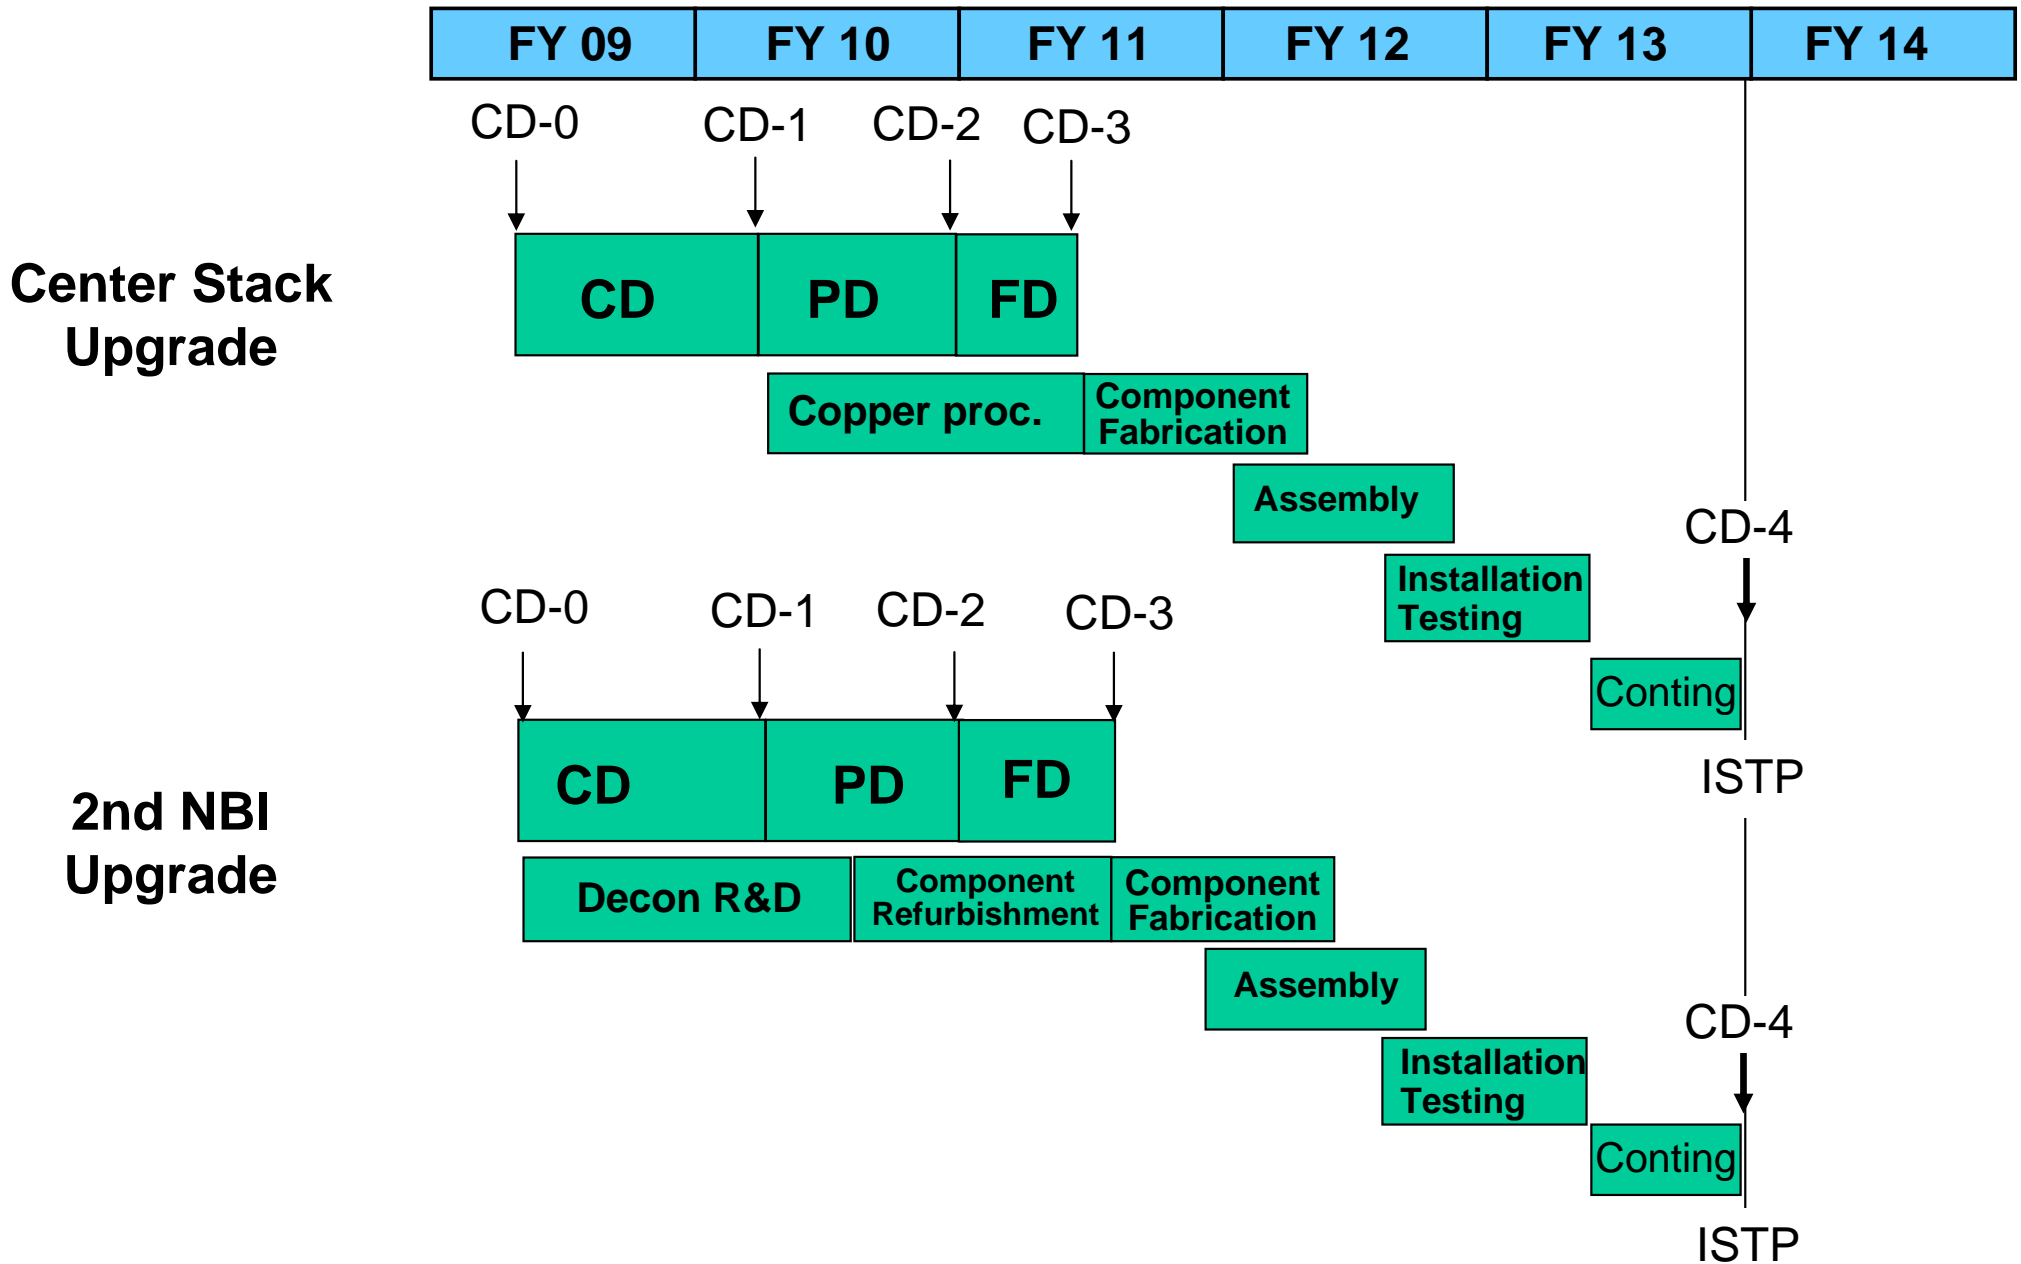 FY 09 FY 10 FY 11 FY 12 FY 13 FY 14
CD-0 CD-1 CD-2 CD-3
Center Stack
Upgrade
CD PD FD
Copper proc.
Component
Fabrication
Assembly
CD-4
Installation
Testing
Conting
ISTP
CD-0 CD-1 CD-2 CD-3
2nd NBI
Upgrade
CD PD FD
Decon R&D
Component
Refurbishment
Component
Fabrication
Assembly
CD-4
Installation
Testing
Conting
ISTP